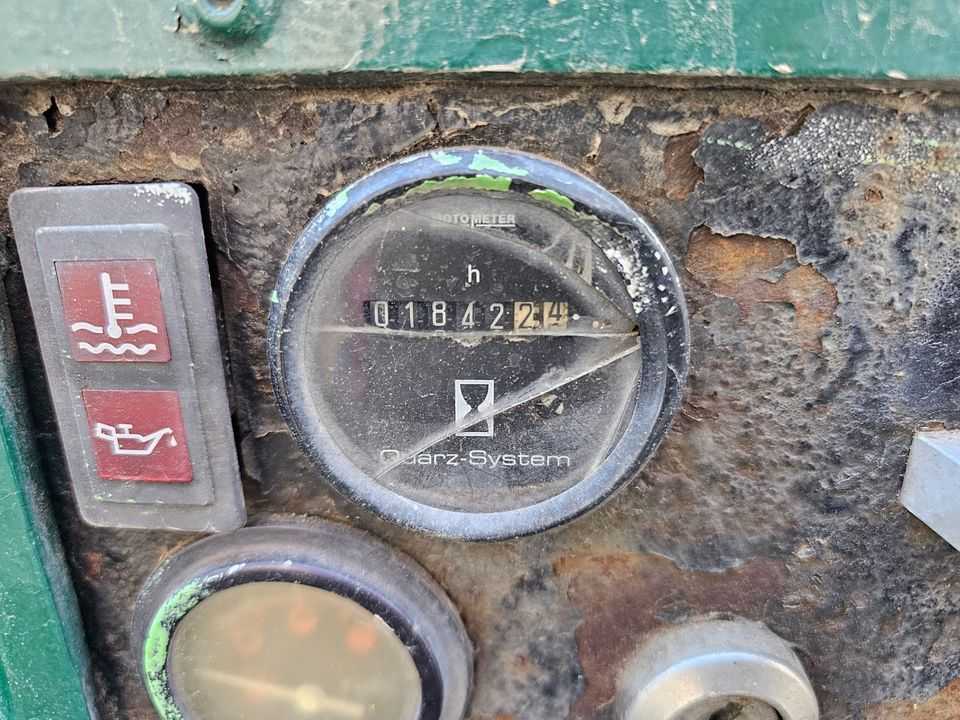 MOTOMETER
h
0184224
Quarz-System